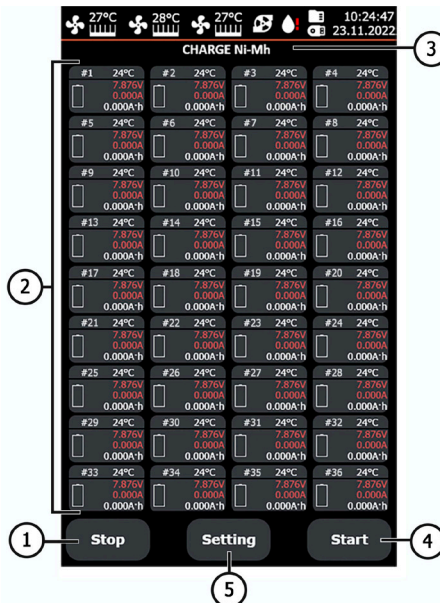 27°C 28°C 27°C 10:24:47
23.11.2022
CHARGE Ni-Mh
3
#1 24°C #2 24°C #3 24°C #4 24°C
7.876V 7.876V 7.876V 7.876V
0.000A 0.000A 0.000A 0.000A
0.000A·h 0.000A·h 0.000A·h 0.000A·h
#5 24°C #6 24°C #7 24°C #8 24°C
7.876V 7.876V 7.876V 7.876V
0.000A 0.000A 0.000A 0.000A
0.000A·h 0.000A·h 0.000A·h 0.000A·h
#9 24°C #10 24°C #11 24°C #12 24°C
7.876V 7.876V 7.876V 7.876V
0.000A 0.000A 0.000A 0.000A
0.000A·h 0.000A·h 0.000A·h 0.000A·h
#13 24°C #14 24°C #15 24°C #16 24°C
7.876V 7.876V 7.876V 7.876V
0.000A 0.000A 0.000A 0.000A
0.000A·h 0.000A·h 0.000A·h 0.000A·h
2
#17 24°C #18 24°C #19 24°C #20 24°C
7.876V 7.876V 7.876V 7.876V
0.000A 0.000A 0.000A 0.000A
0.000A·h 0.000A·h 0.000A·h 0.000A·h
#21 24°C #22 24°C #23 24°C #24 24°C
7.876V 7.876V 7.876V 7.876V
0.000A 0.000A 0.000A 0.000A
0.000A·h 0.000A·h 0.000A·h 0.000A·h
#25 24°C #26 24°C #27 24°C #28 24°C
7.876V 7.876V 7.876V 7.876V
0.000A 0.000A 0.000A 0.000A
0.000A·h 0.000A·h 0.000A·h 0.000A·h
#29 24°C #30 24°C #31 24°C #32 24°C
7.876V 7.876V 7.876V 7.876V
0.000A 0.000A 0.000A 0.000A
0.000A·h 0.000A·h 0.000A·h 0.000A·h
#33 24°C #34 24°C #35 24°C #36 24°C
7.876V 7.876V 7.876V 7.876V
0.000A 0.000A 0.000A 0.000A
0.000A·h 0.000A·h 0.000A·h 0.000A·h
1 Stop Setting Start 4
5